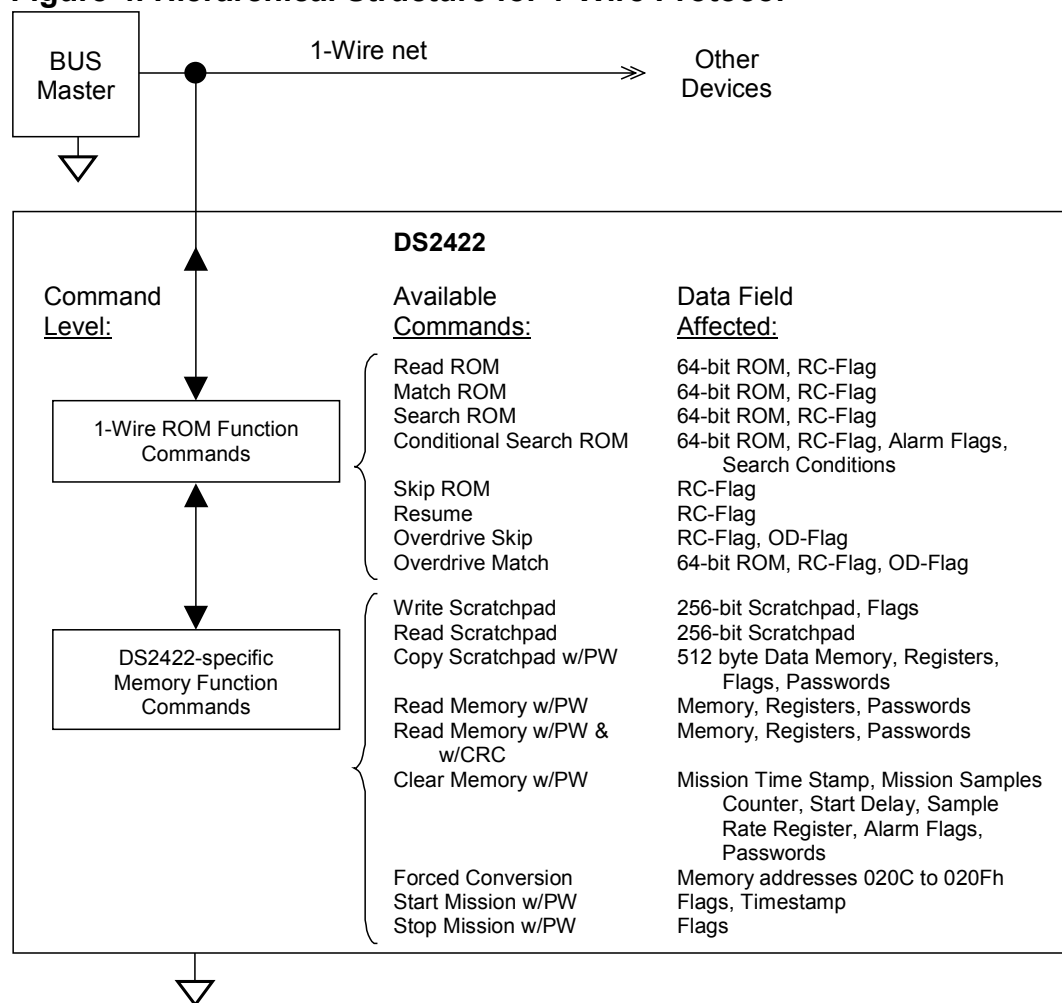 Figure 4. Hierarchical Structure for 1-Wire Protocol
BUS
Master
1-Wire net
Other
Devices
DS2422
Command
Level:
Available
Commands:
Data Field
Affected:
1-Wire ROM Function
Commands
Read ROM 64-bit ROM, RC-Flag
Match ROM 64-bit ROM, RC-Flag
Search ROM 64-bit ROM, RC-Flag
Conditional Search ROM 64-bit ROM, RC-Flag, Alarm Flags,
Search Conditions
Skip ROM RC-Flag
Resume RC-Flag
Overdrive Skip RC-Flag, OD-Flag
Overdrive Match 64-bit ROM, RC-Flag, OD-Flag
DS2422-specific
Memory Function
Commands
Write Scratchpad 256-bit Scratchpad, Flags
Read Scratchpad 256-bit Scratchpad
Copy Scratchpad w/PW 512 byte Data Memory, Registers,
Flags, Passwords
Read Memory w/PW Memory, Registers, Passwords
Read Memory w/PW & Memory, Registers, Passwords
w/CRC
Clear Memory w/PW Mission Time Stamp, Mission Samples
Counter, Start Delay, Sample
Rate Register, Alarm Flags,
Passwords
Forced Conversion Memory addresses 020C to 020Fh
Start Mission w/PW Flags, Timestamp
Stop Mission w/PW Flags